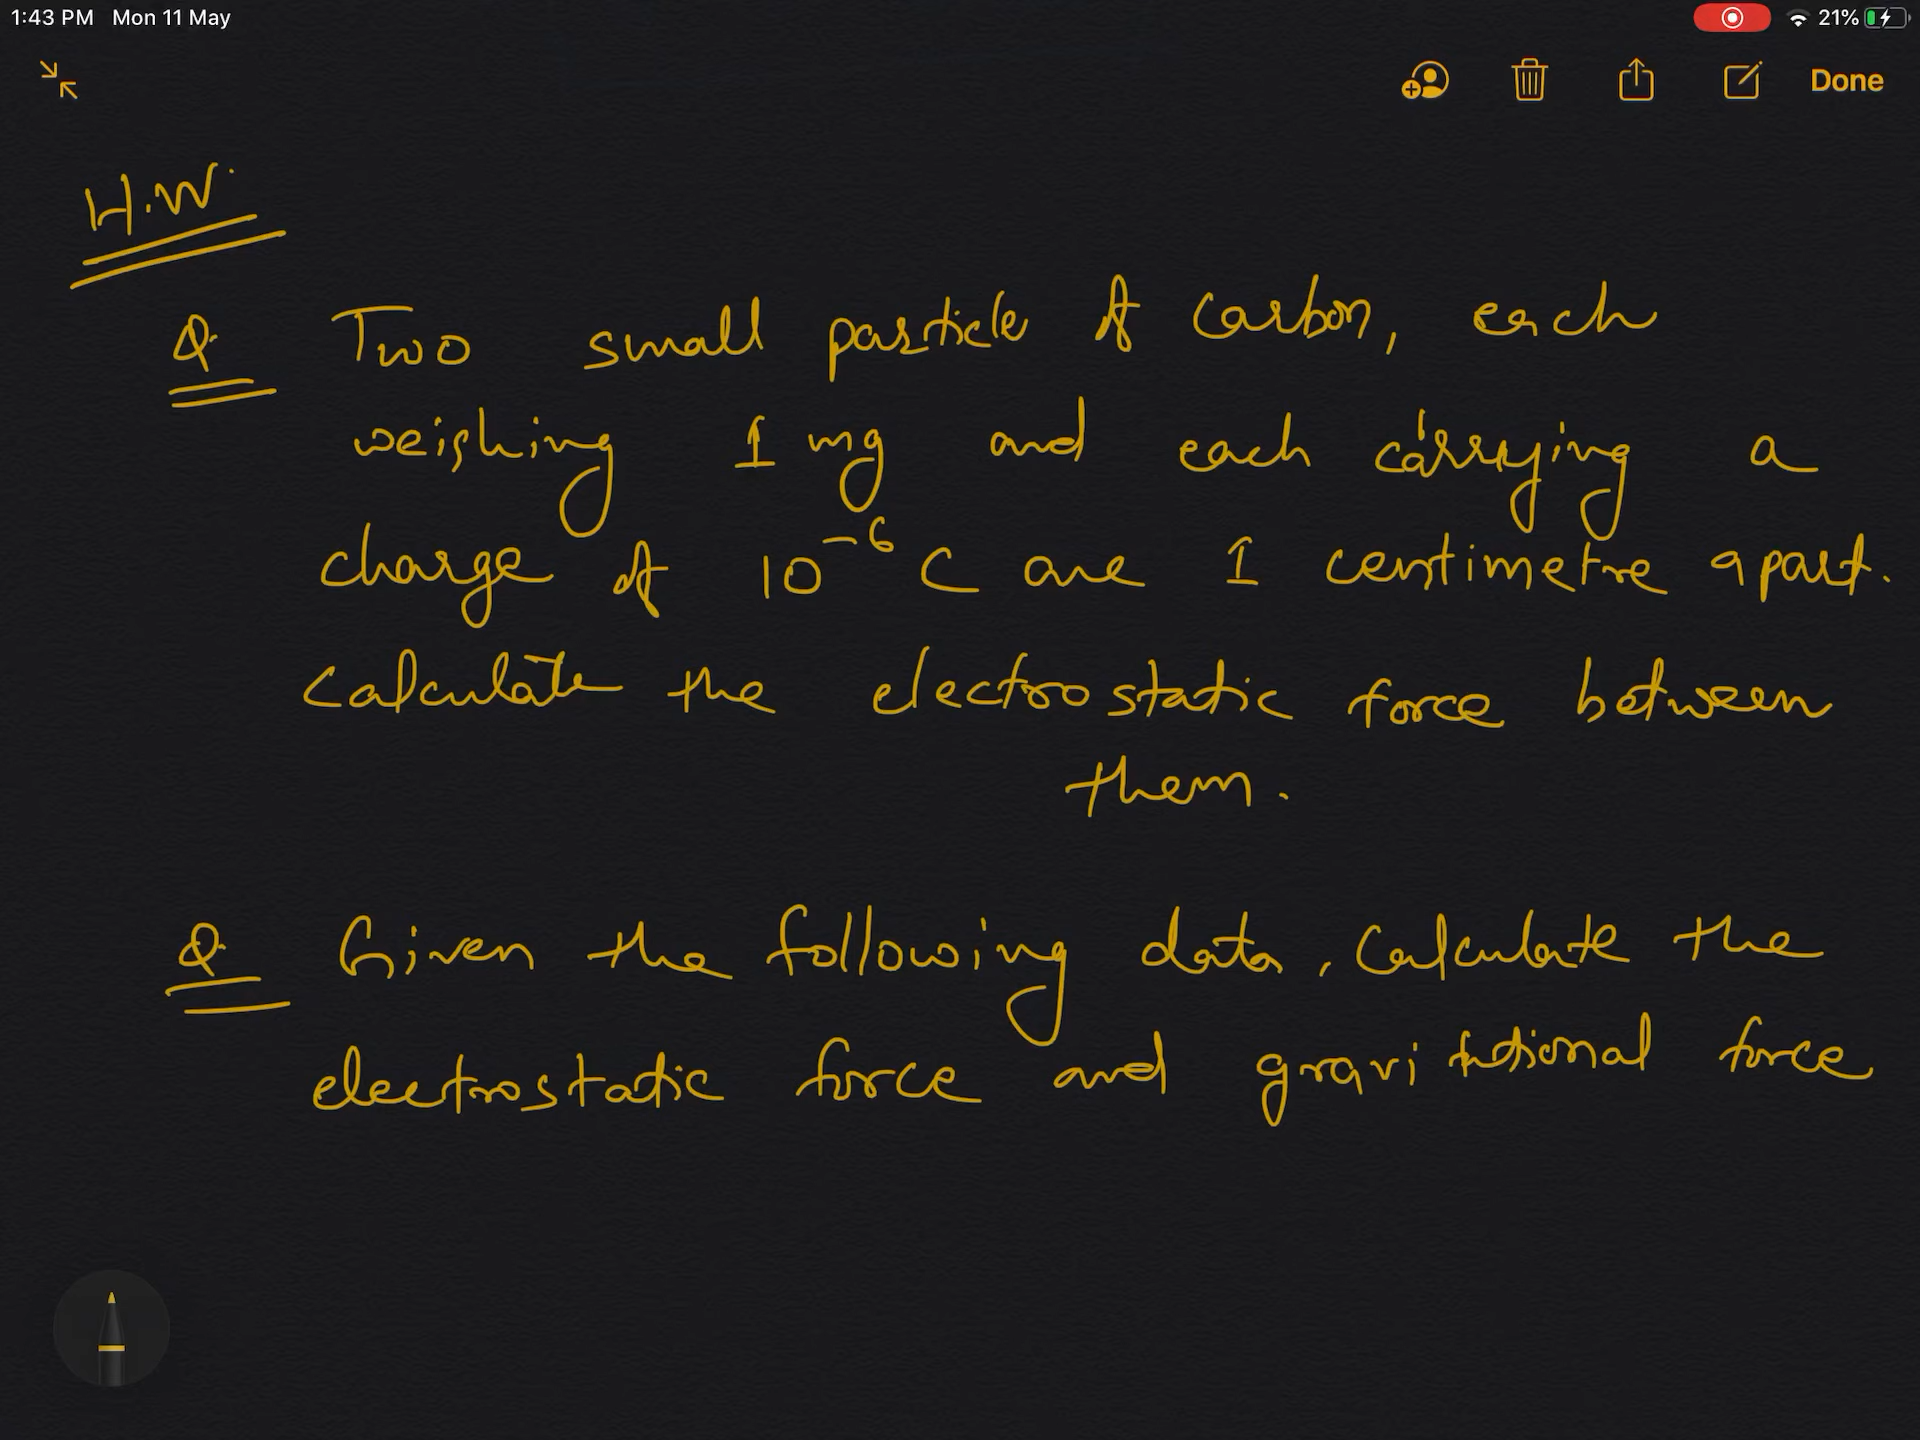 1:43 PM Mon 11 May
21%
Done
H.W.
Q. Two small particle of carbon, each
weighing 1 mg and each carrying a
charge of 10⁻⁶ C are 1 centimetre apart.
Calculate the electrostatic force between
them.
Q. Given the following data, Calculate the
electrostatic force and gravitational force